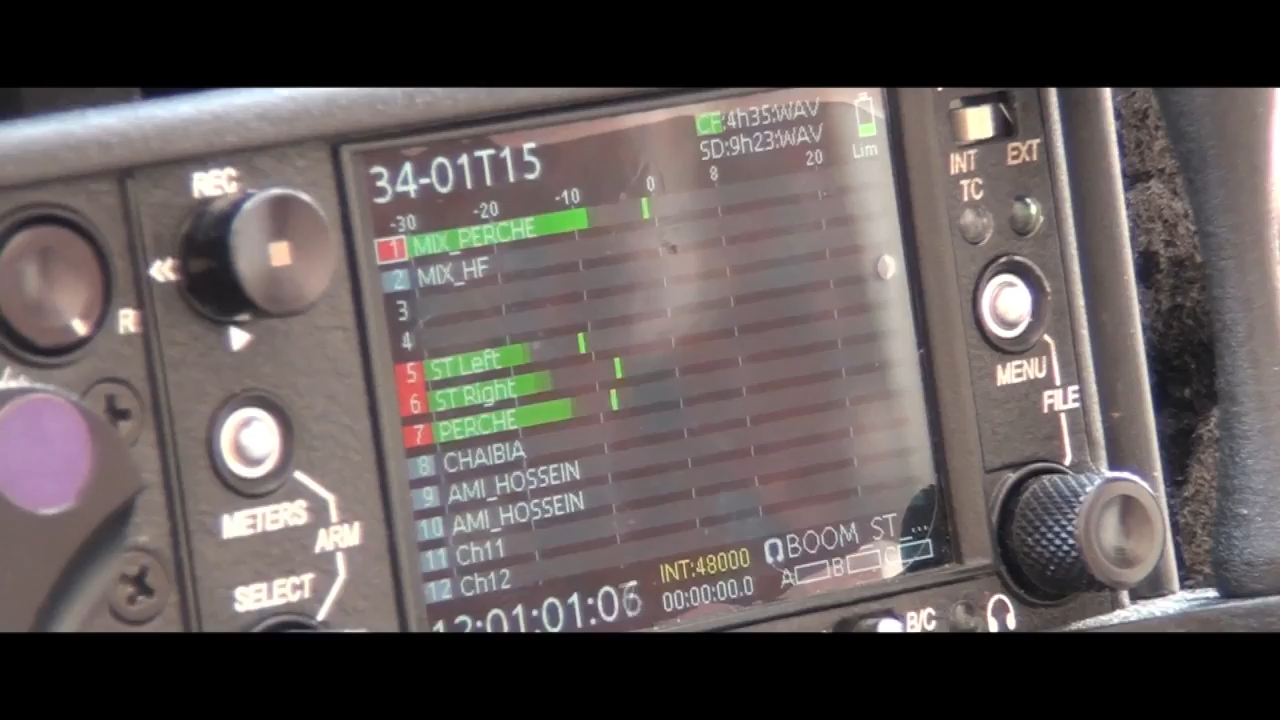 REC
34-01T15
CF:4h35:WAV
SD:9h23:WAV
Lim
-30 -20 -10 0 8 20
1 MIX_PERCHE
2 MIX_HF
3
4
5 ST Left
6 ST Right
7 PERCHE
8 CHAIBIA
9 AMI_HOSSEIN
10 AMI_HOSSEIN
11 Ch11
12 Ch12
12:01:01:06
INT:48000
00:00:00.0
BOOM_ST_...
A B C
METERS
ARM
SELECT
INT EXT
TC
MENU
FILE
B/C